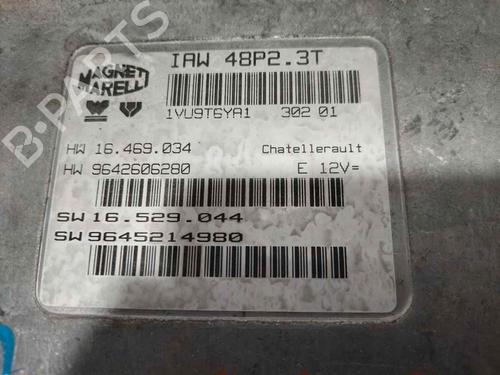 MAGNETI
MARELLI
IAW 48P2.3T
1VU9T6YA1 302 01
HW 16.469.034 Chatellerault
HW 9642606280 E 12V=
SW 16.529.044
SW 9645214980
B-PARTS